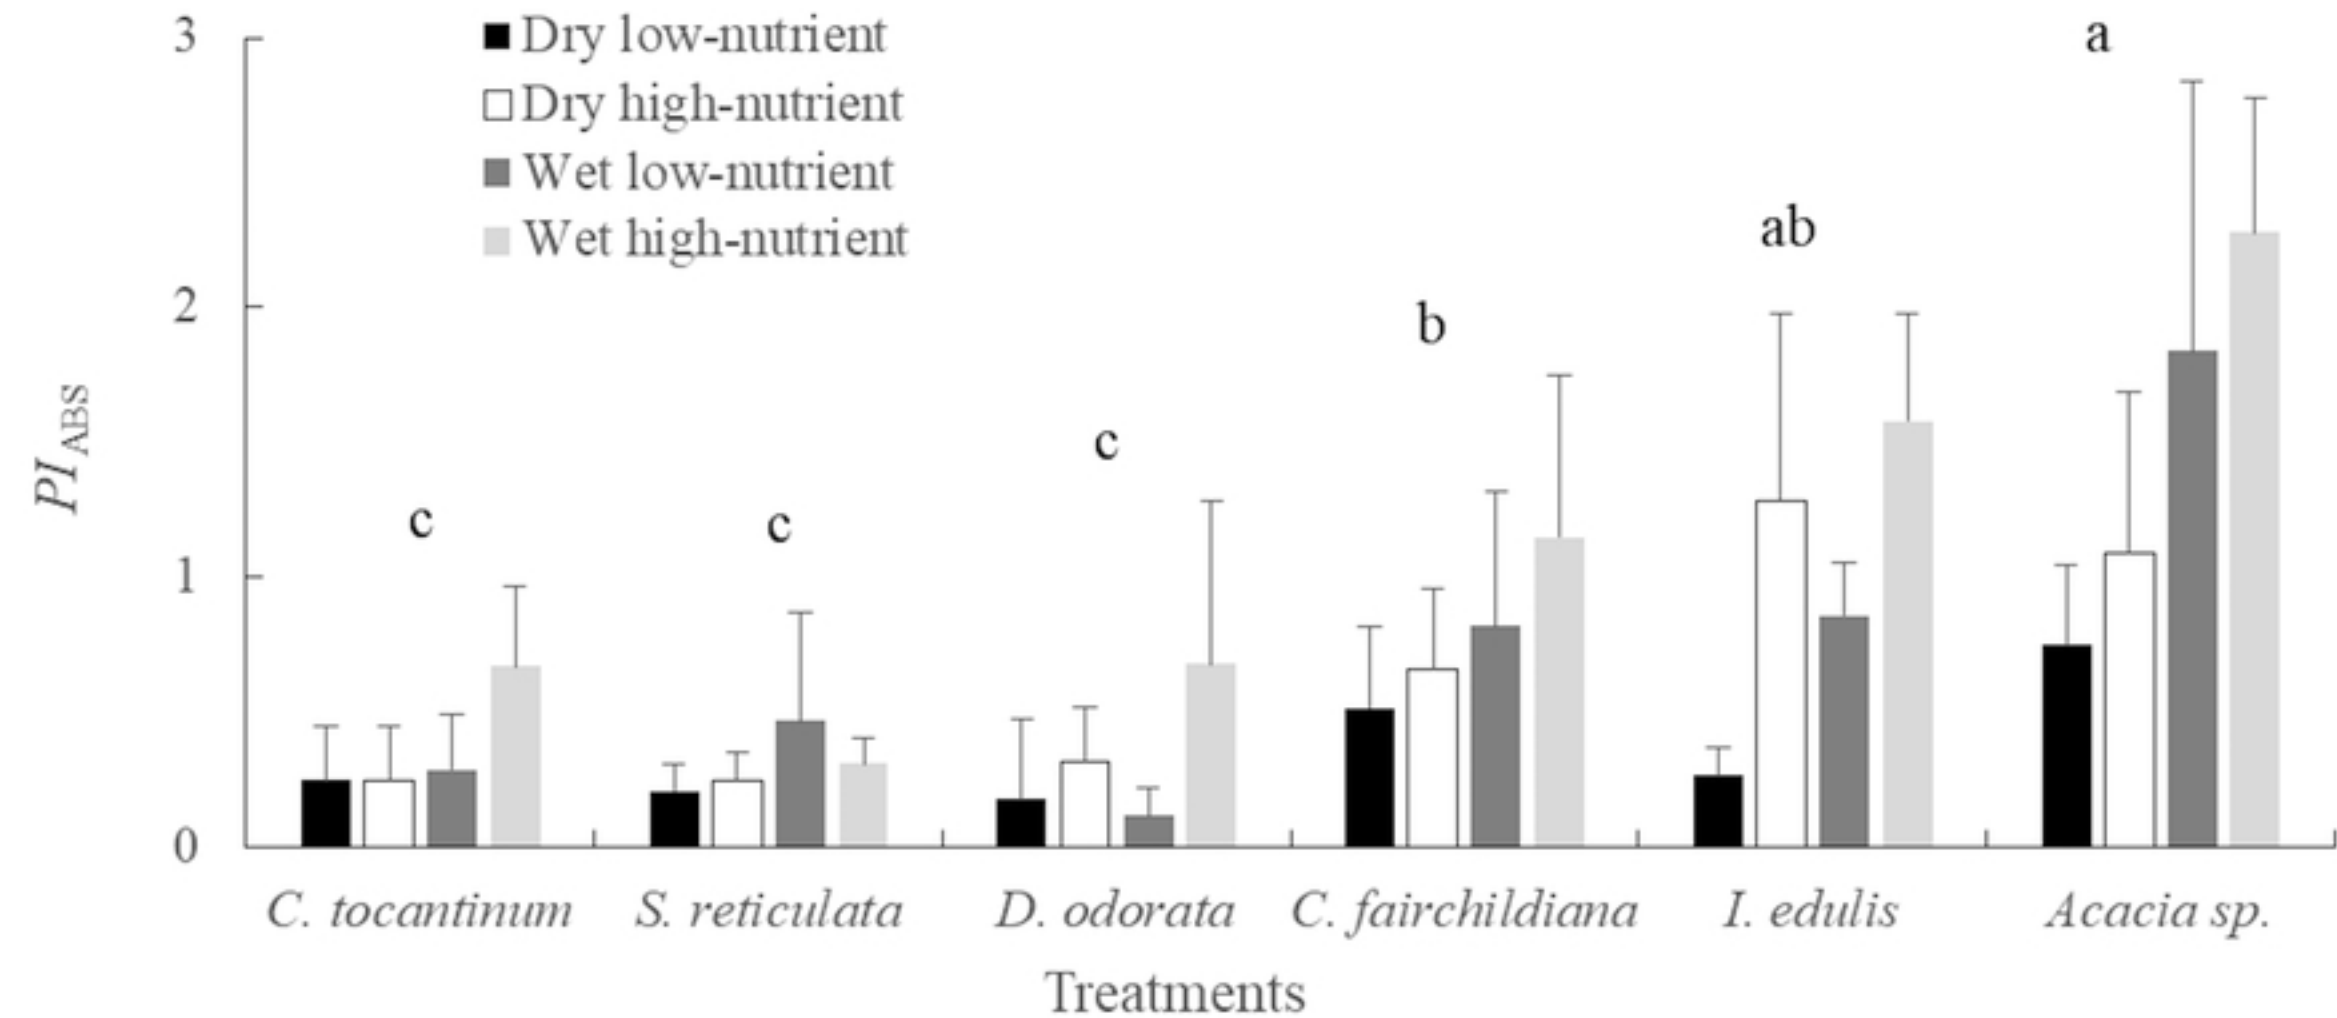 3
2
1
0
PIABS
Dry low-nutrient
Dry high-nutrient
Wet low-nutrient
Wet high-nutrient
c
c
c
b
ab
a
C. tocantinum
S. reticulata
D. odorata
C. fairchildiana
I. edulis
Acacia sp.
Treatments